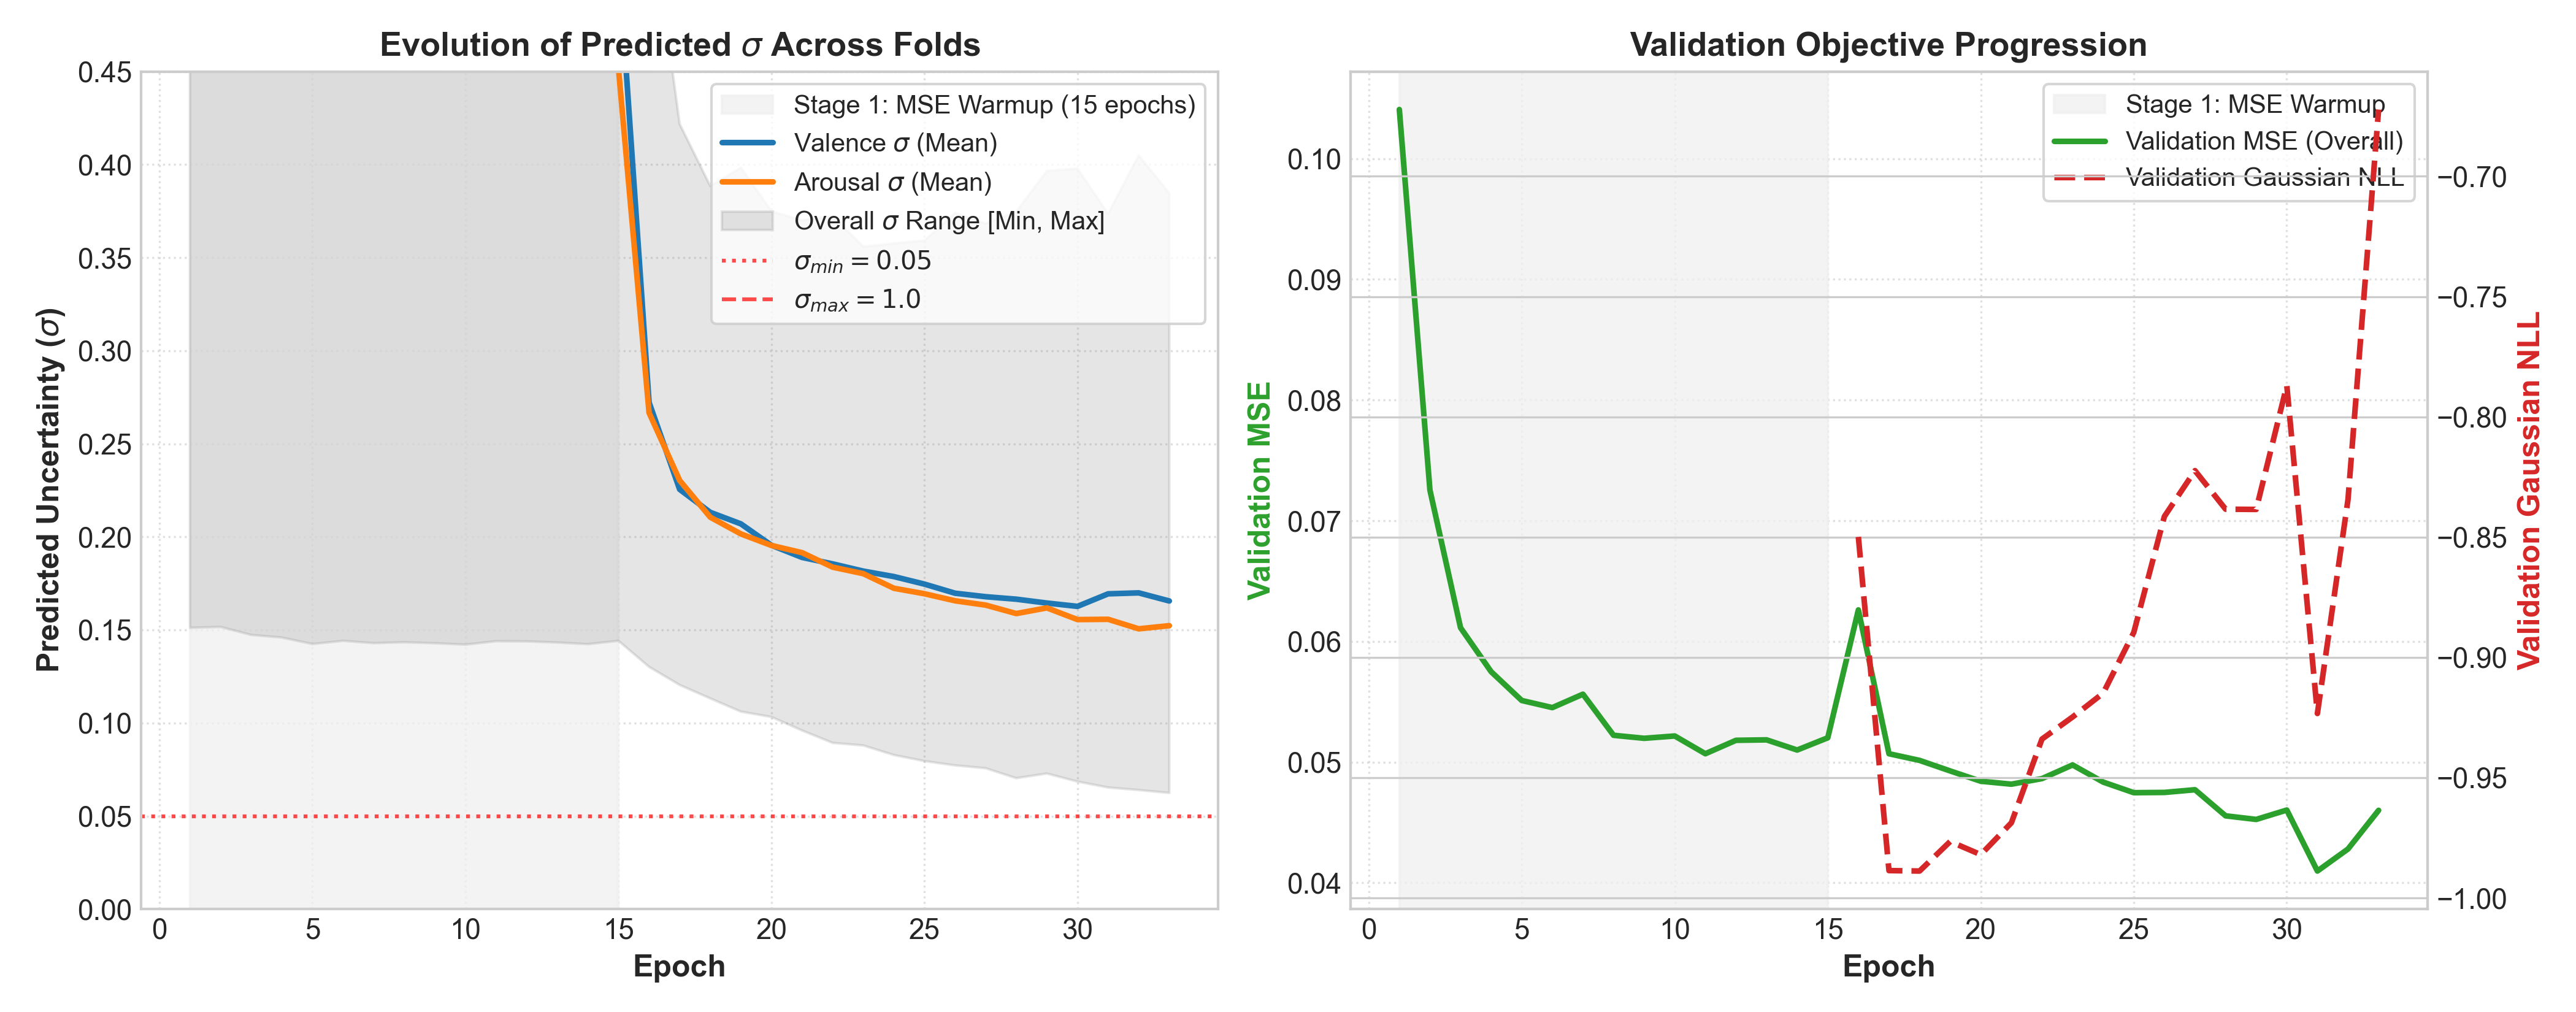 Evolution of Predicted σ Across Folds
0.45
0.40
0.35
0.30
0.25
0.20
0.15
0.10
0.05
0.00
Predicted Uncertainty (σ)
Stage 1: MSE Warmup (15 epochs)
Valence σ (Mean)
Arousal σ (Mean)
Overall σ Range [Min, Max]
σmin = 0.05
σmax = 1.0
0 5 10 15 20 25 30
Epoch
Validation Objective Progression
0.10
0.09
0.08
0.07
0.06
0.05
0.04
Validation MSE
Stage 1: MSE Warmup
Validation MSE (Overall)
Validation Gaussian NLL
−0.70
−0.75
−0.80
−0.85
−0.90
−0.95
−1.00
Validation Gaussian NLL
0 5 10 15 20 25 30
Epoch